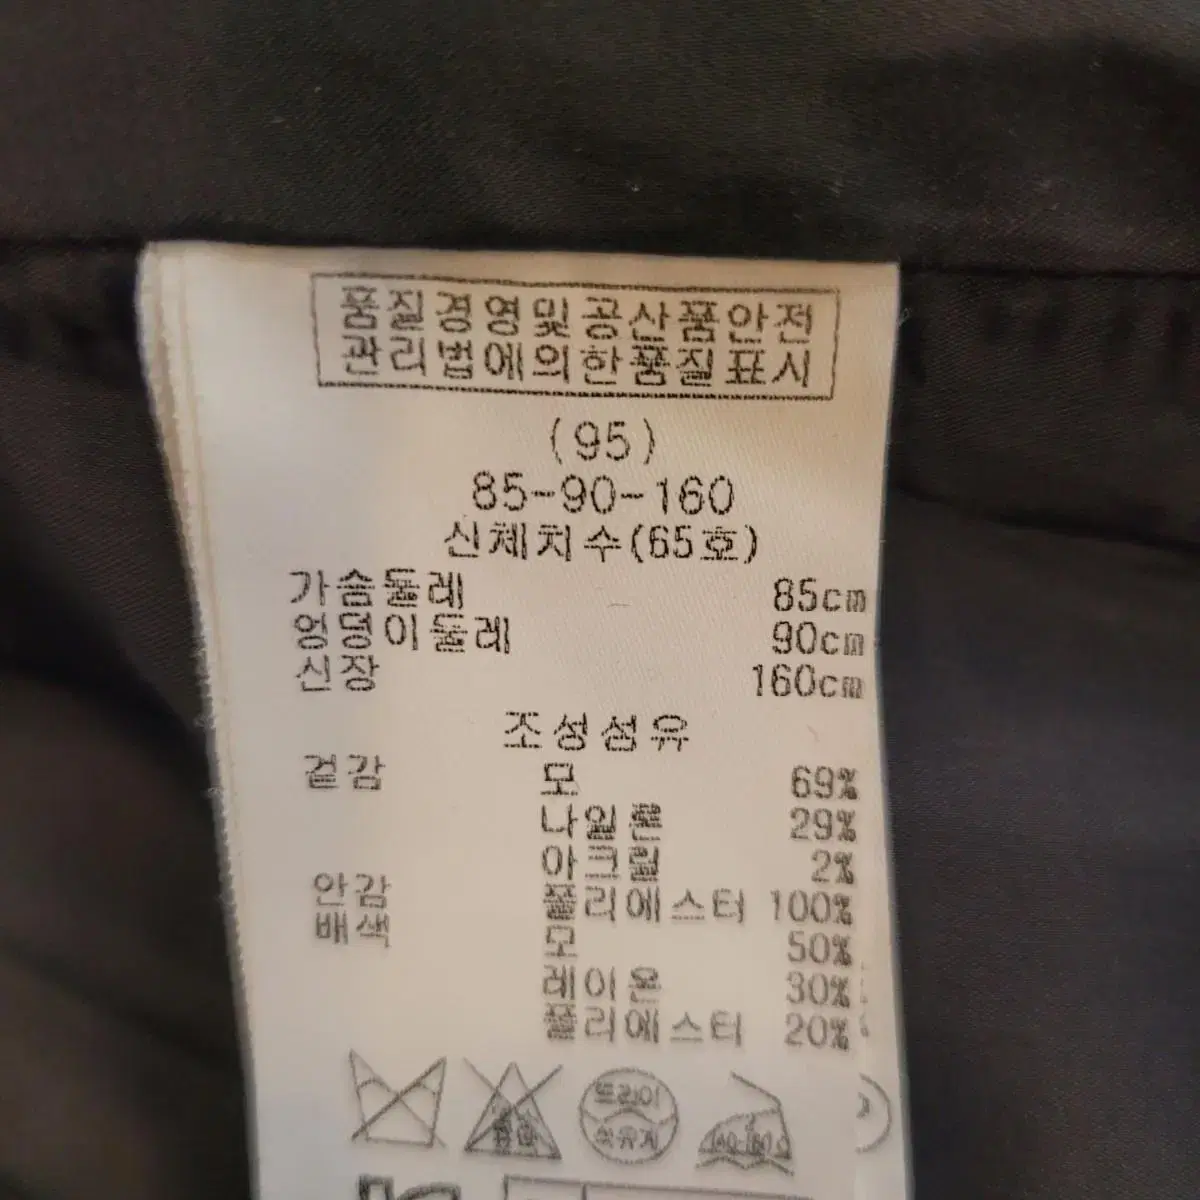 품질경영및공산품안전
관리법에의한품질표시
(95)
85-90-160
신체치수(65호)
가슴둘레 85cm
엉덩이둘레 90cm
신장 160cm
조성섬유
겉감 모 69%
나일론 29%
아크릴 2%
안감 폴리에스터 100%
배색 모 50%
레이온 30%
폴리에스터 20%
드라이
석유계